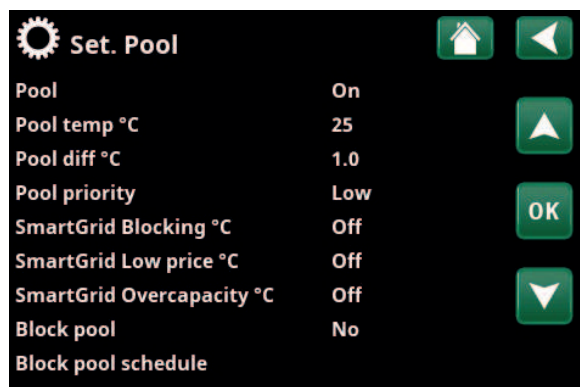 Set. Pool
Pool On
Pool temp °C 25
Pool diff °C 1.0
Pool priority Low
OK
SmartGrid Blocking °C Off
SmartGrid Low price °C Off
SmartGrid Overcapacity °C Off
Block pool No
Block pool schedule